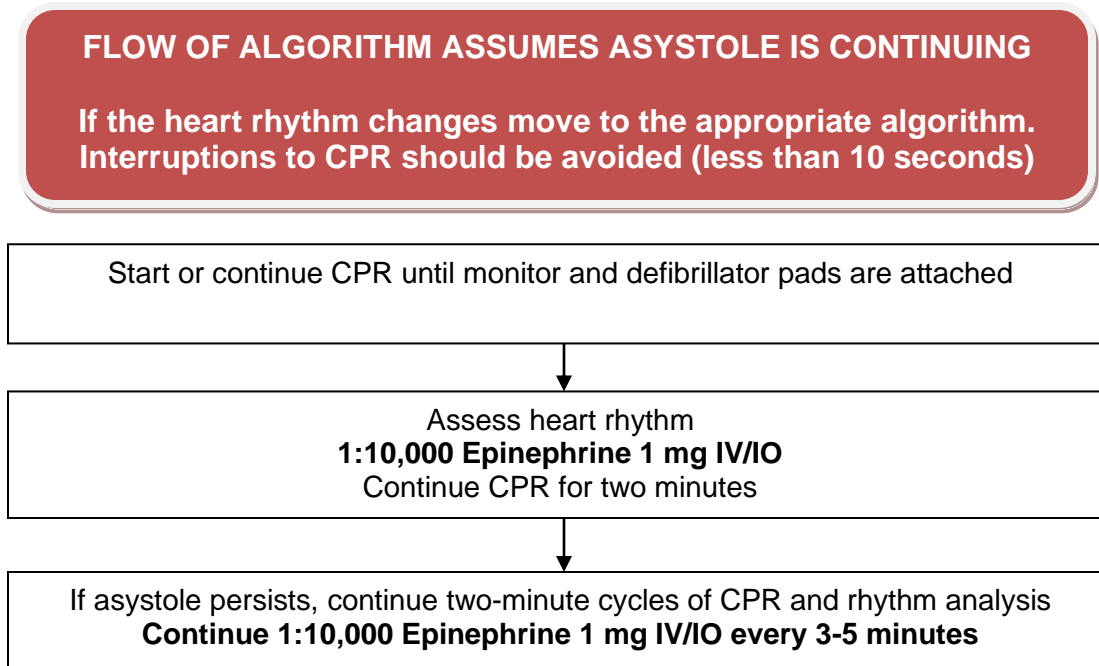 FLOW OF ALGORITHM ASSUMES ASYSTOLE IS CONTINUING
If the heart rhythm changes move to the appropriate algorithm.
Interruptions to CPR should be avoided (less than 10 seconds)
Start or continue CPR until monitor and defibrillator pads are attached
Assess heart rhythm
1:10,000 Epinephrine 1 mg IV/IO
Continue CPR for two minutes
If asystole persists, continue two-minute cycles of CPR and rhythm analysis
Continue 1:10,000 Epinephrine 1 mg IV/IO every 3-5 minutes